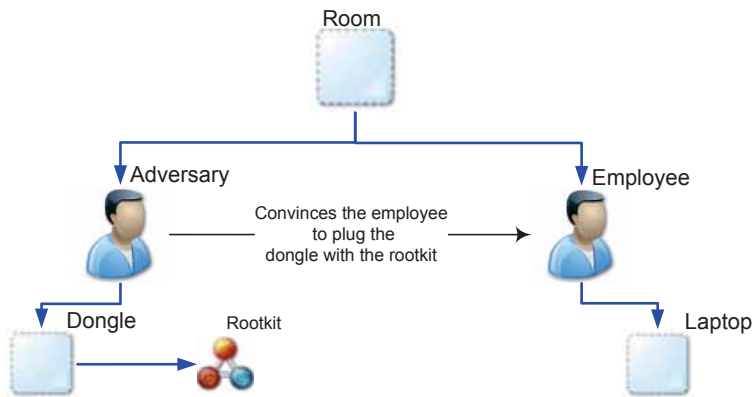 Room
Adversary
Employee
Convinces the employee
to plug the
dongle with the rootkit
Dongle
Rootkit
Laptop